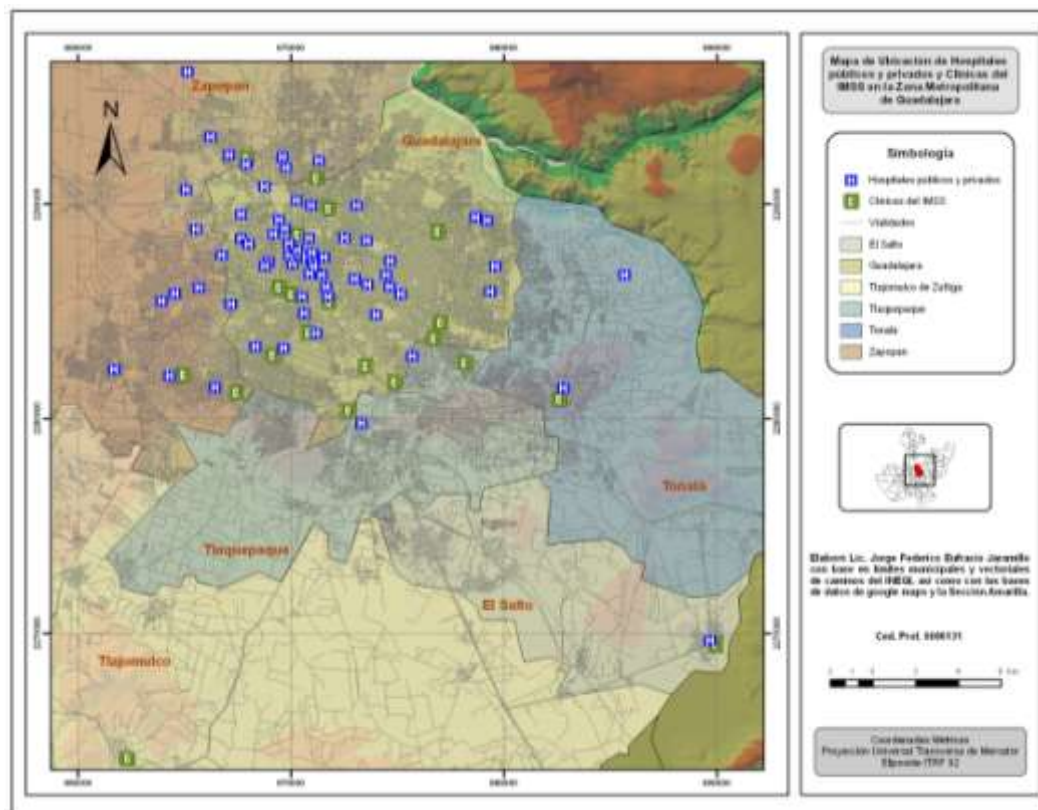 Mapa de Ubicación de Hospitales
públicos y privados y Clínicas del
IMSS en la Zona Metropolitana
de Guadalajara
Simbología
Hospitales públicos y privados
Clínicas del IMSS
Vialidades
El Salto
Guadalajara
Tlajomulco de Zuñiga
Tlaquepaque
Tonalá
Zapopan
Elaboró Lic. Jorge Federico Eufracio Jaramillo
con base en límites municipales y vectoriales
de caminos del INEGI, así como con las bases
de datos de google maps y la Sección Amarilla.
Ced. Prof.
Coordenadas Métricas
Proyección Universal Transversa de Mercator
Elipsoide ITRF 92
N
Zapopan
Guadalajara
Tonalá
Tlaquepaque
El Salto
Tlajomulco